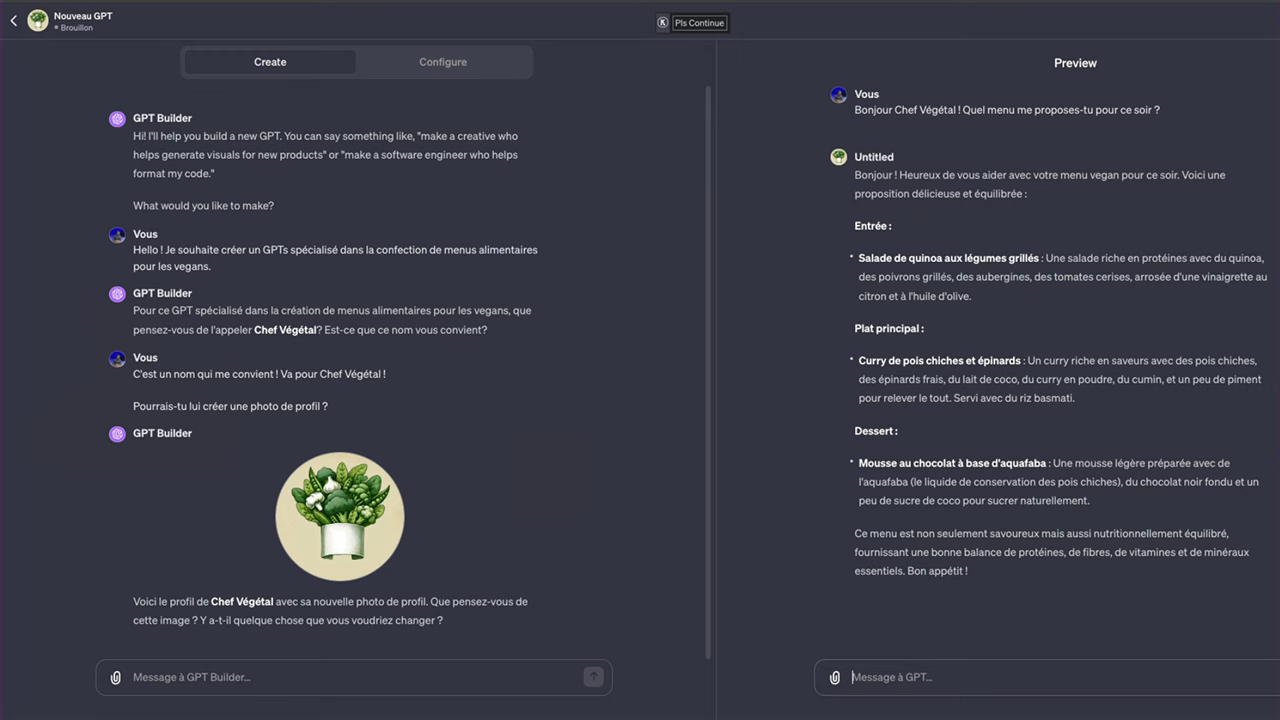 Nouveau GPT
Brouillon
K Pls Continue
Create Configure
GPT Builder
Hi! I'll help you build a new GPT. You can say something like, "make a creative who
helps generate visuals for new products" or "make a software engineer who helps
format my code."
What would you like to make?
Vous
Hello ! Je souhaite créer un GPTs spécialisé dans la confection de menus alimentaires
pour les vegans.
GPT Builder
Pour ce GPT spécialisé dans la création de menus alimentaires pour les vegans, que
pensez-vous de l'appeler Chef Végétal? Est-ce que ce nom vous convient?
Vous
C'est un nom qui me convient ! Va pour Chef Végétal !
Pourrais-tu lui créer une photo de profil ?
GPT Builder
Voici le profil de Chef Végétal avec sa nouvelle photo de profil. Que pensez-vous de
cette image ? Y a-t-il quelque chose que vous voudriez changer ?
Message à GPT Builder...
Preview
Vous
Bonjour Chef Végétal ! Quel menu me proposes-tu pour ce soir ?
Untitled
Bonjour ! Heureux de vous aider avec votre menu vegan pour ce soir. Voici une
proposition délicieuse et équilibrée :
Entrée :
• Salade de quinoa aux légumes grillés : Une salade riche en protéines avec du quinoa,
des poivrons grillés, des aubergines, des tomates cerises, arrosée d'une vinaigrette au
citron et à l'huile d'olive.
Plat principal :
• Curry de pois chiches et épinards : Un curry riche en saveurs avec des pois chiches,
des épinards frais, du lait de coco, du curry en poudre, du cumin, et un peu de piment
pour relever le tout. Servi avec du riz basmati.
Dessert :
• Mousse au chocolat à base d'aquafaba : Une mousse légère préparée avec de
l'aquafaba (le liquide de conservation des pois chiches), du chocolat noir fondu et un
peu de sucre de coco pour sucrer naturellement.
Ce menu est non seulement savoureux mais aussi nutritionnellement équilibré,
fournissant une bonne balance de protéines, de fibres, de vitamines et de minéraux
essentiels. Bon appétit !
Message à GPT...